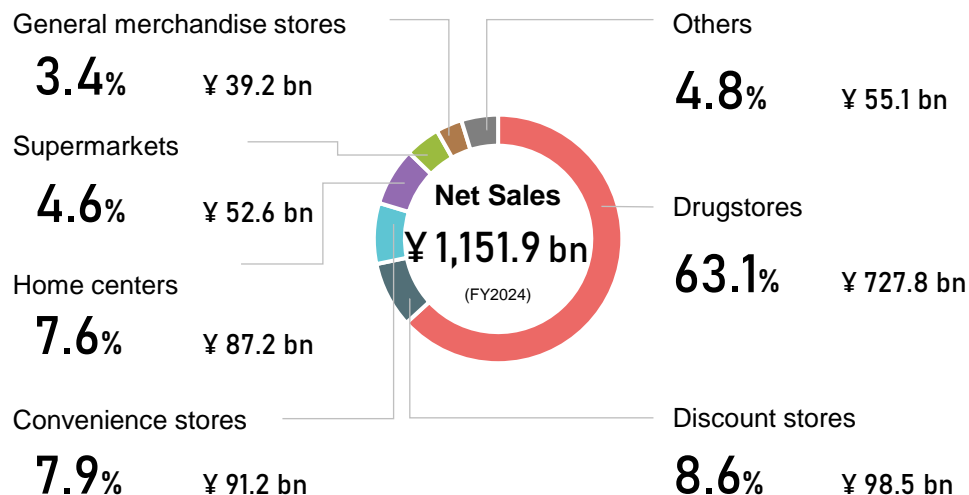 General merchandise stores
3.4% ¥ 39.2 bn
Supermarkets
4.6% ¥ 52.6 bn
Home centers
7.6% ¥ 87.2 bn
Convenience stores
7.9% ¥ 91.2 bn
Net Sales
¥ 1,151.9 bn
(FY2024)
Others
4.8% ¥ 55.1 bn
Drugstores
63.1% ¥ 727.8 bn
Discount stores
8.6% ¥ 98.5 bn